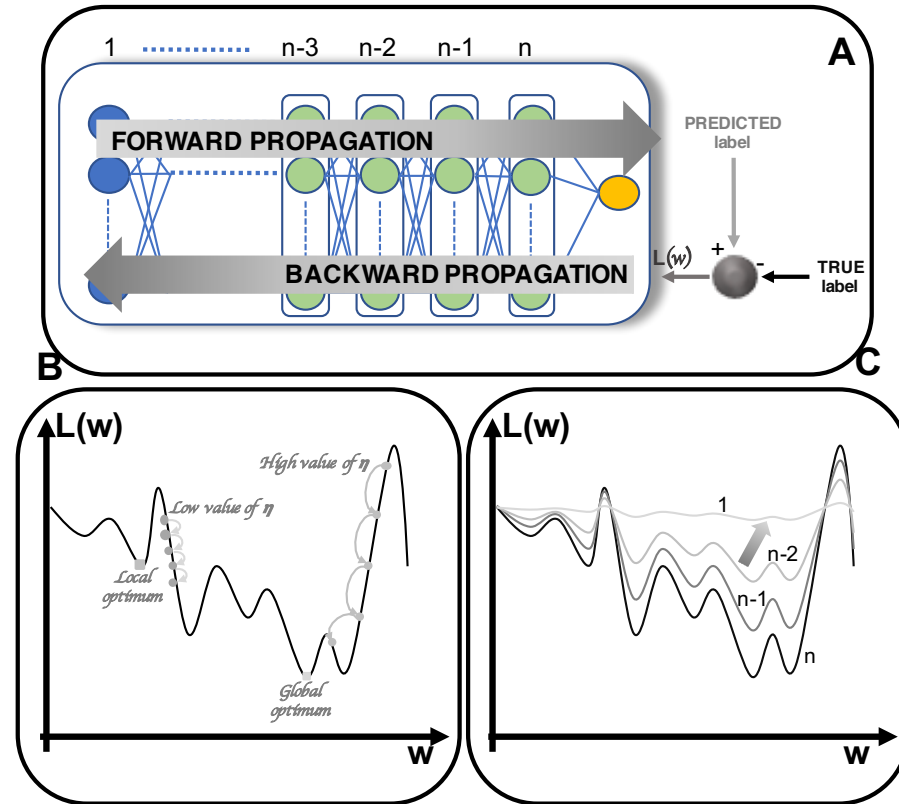 A
1 n-3 n-2 n-1 n
FORWARD PROPAGATION
PREDICTED
label
+
-
L(w)
TRUE
label
BACKWARD PROPAGATION
B
L(w)
High value of η
Low value of η
Local
optimum
Global
optimum
w
C
L(w)
1
n-2
n-1
n
w